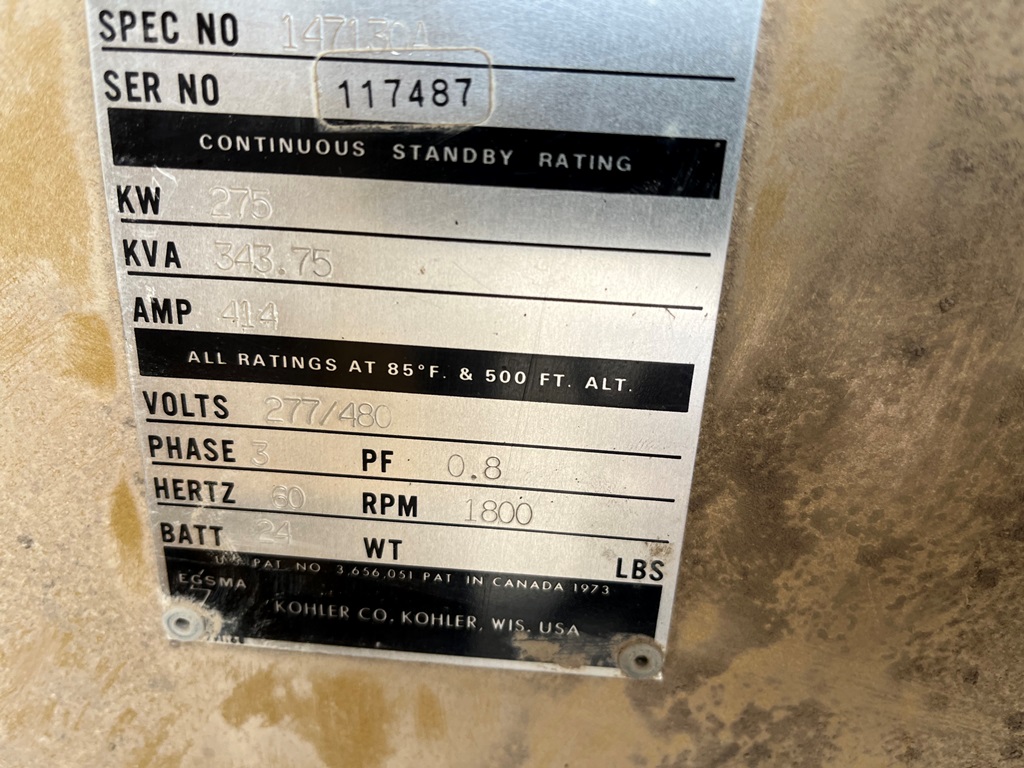 SPEC NO 147130A
SER NO 117487
CONTINUOUS STANDBY RATING
KW 275
KVA 343.75
AMP 414
ALL RATINGS AT 85°F. & 500 FT. ALT.
VOLTS 277/480
PHASE 3 PF 0.8
HERTZ 60 RPM 1800
BATT 24 WT LBS
U.S. PAT. NO 3,656,051 PAT IN CANADA 1973
EGSMA
KOHLER CO. KOHLER, WIS. USA